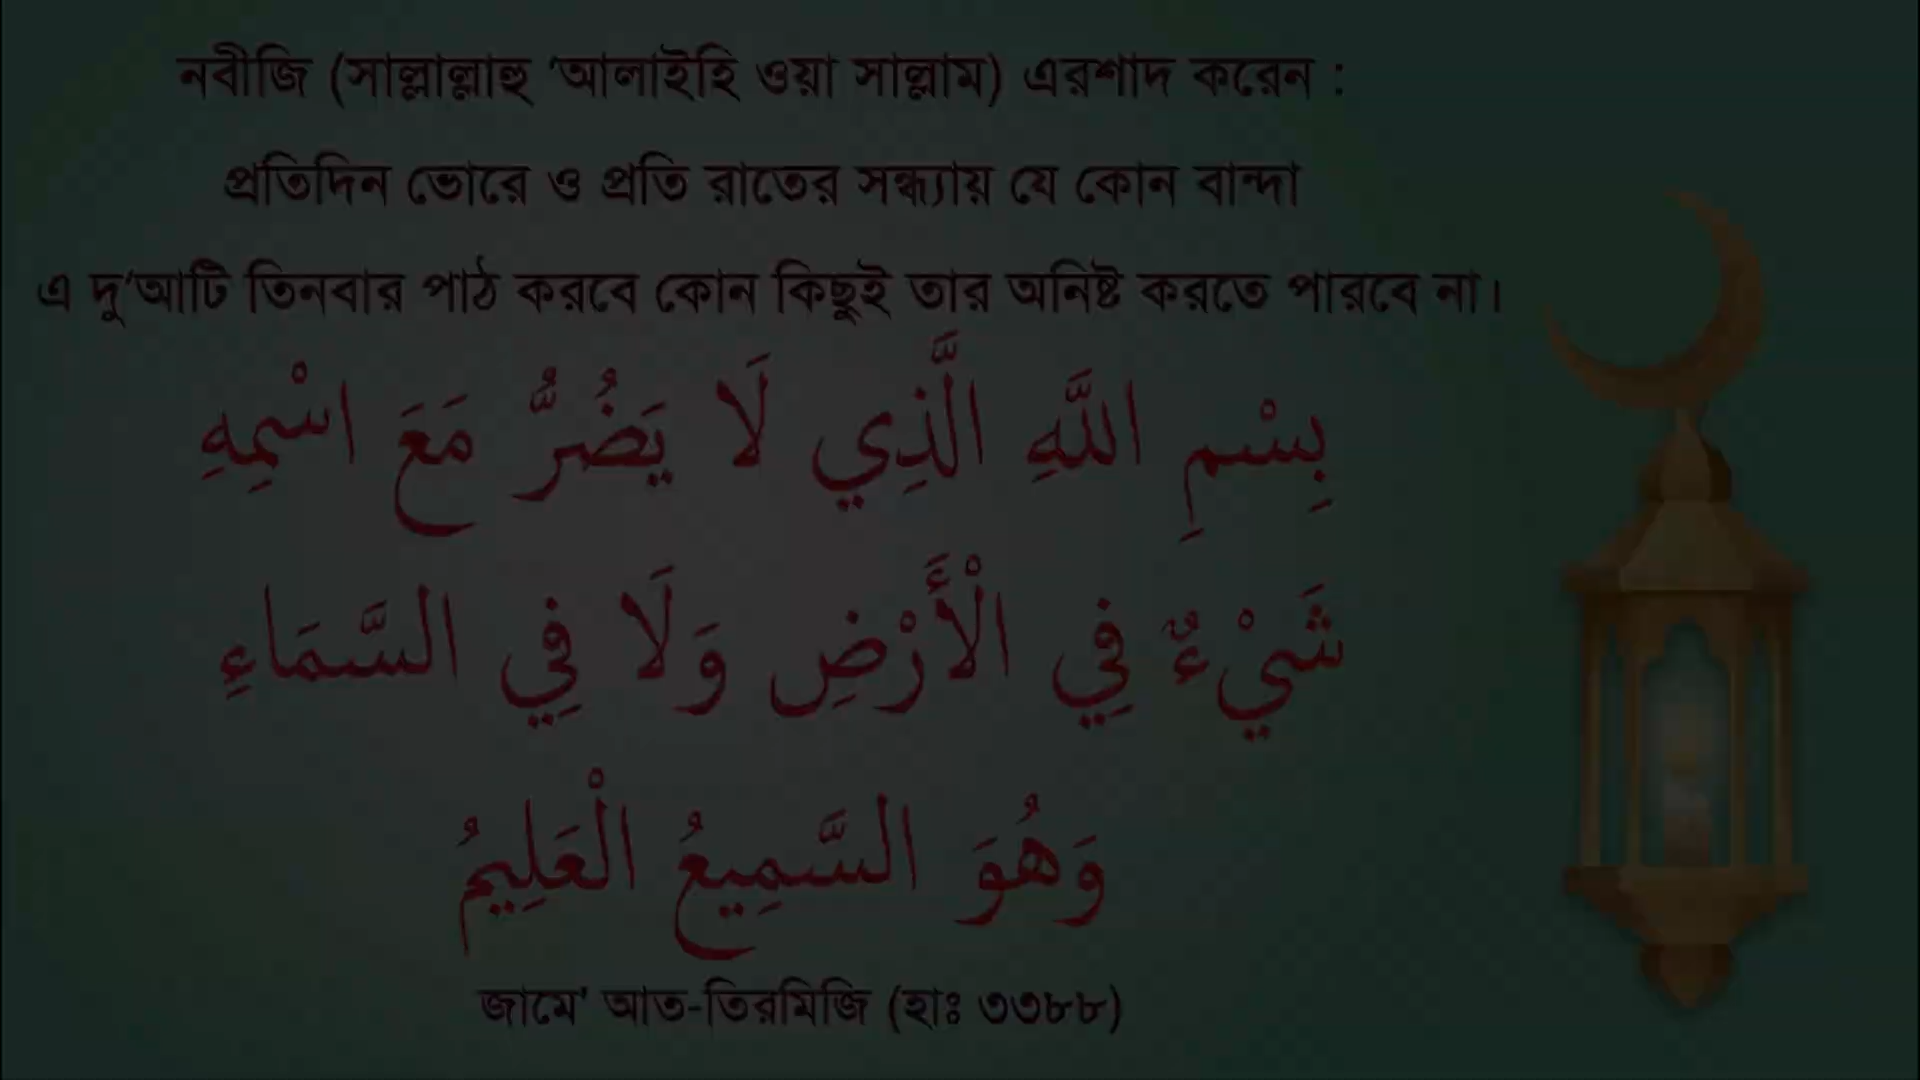 নবীজি (সাল্লাল্লাহু ‘আলাইহি ওয়া সাল্লাম) এরশাদ করেন :
প্রতিদিন ভোরে ও প্রতি রাতের সন্ধ্যায় যে কোন বান্দা
এ দু‘আটি তিনবার পাঠ করবে কোন কিছুই তার অনিষ্ট করতে পারবে না।
بِسْمِ اللَّهِ الَّذِي لَا يَضُرُّ مَعَ اسْمِهِ
شَيْءٌ فِي الْأَرْضِ وَلَا فِي السَّمَاءِ
وَهُوَ السَّمِيعُ الْعَلِيمُ
জামে' আত-তিরমিজি (হাঃ ৩৩৮৮)